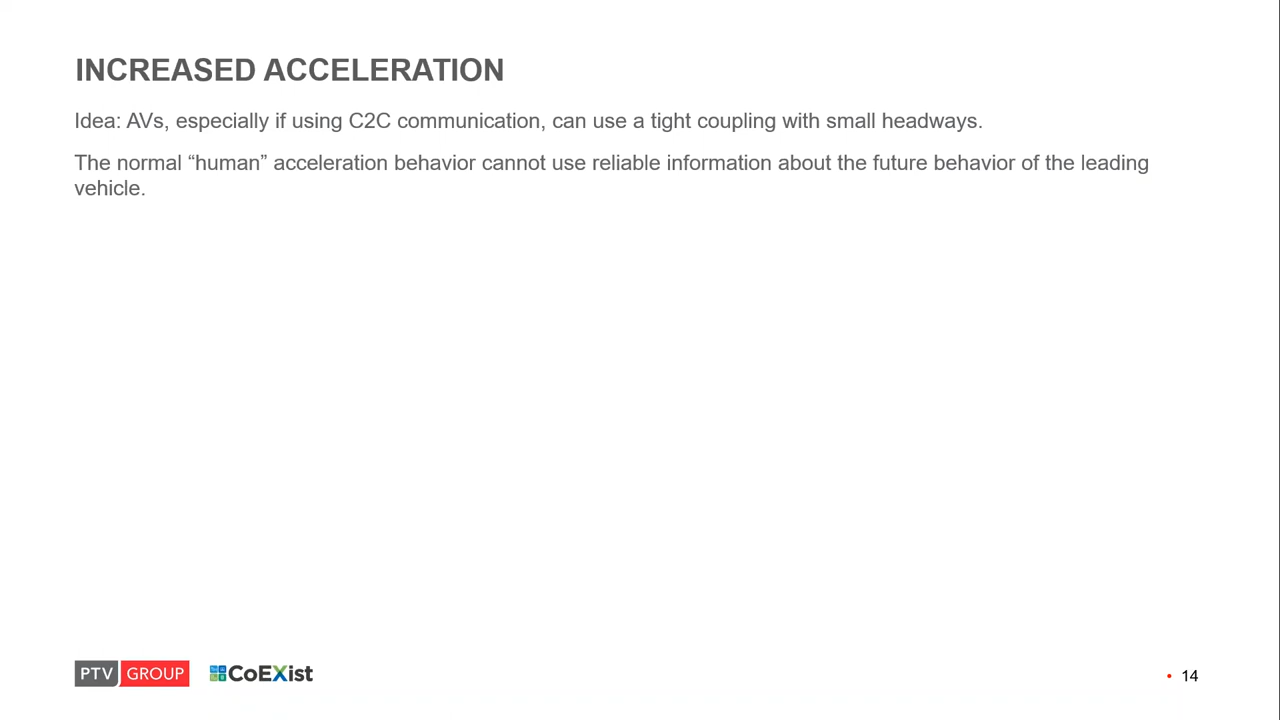 INCREASED ACCELERATION
Idea: AVs, especially if using C2C communication, can use a tight coupling with small headways.
The normal “human” acceleration behavior cannot use reliable information about the future behavior of the leading
vehicle.
PTV GROUP CoEXist
• 14